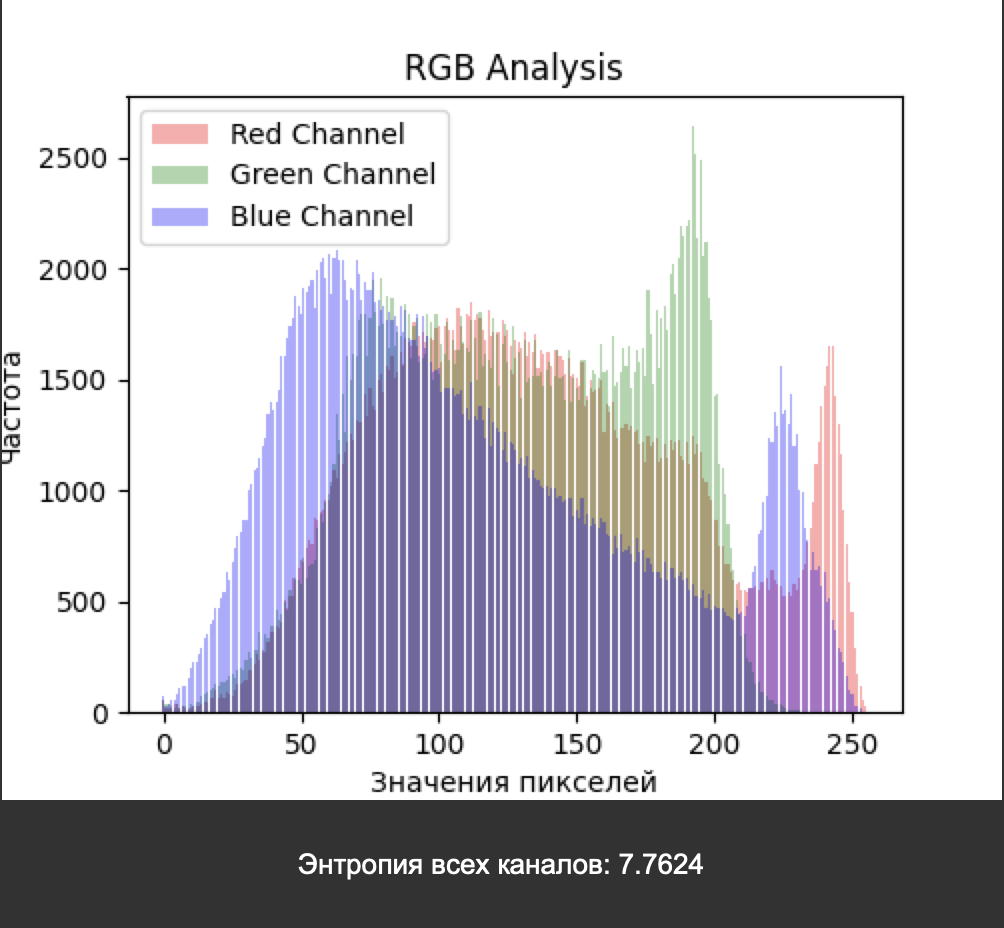 RGB Analysis
Red Channel
Green Channel
Blue Channel
2500
2000
1500
1000
500
0
Частота
0 50 100 150 200 250
Значения пикселей
Энтропия всех каналов: 7.7624